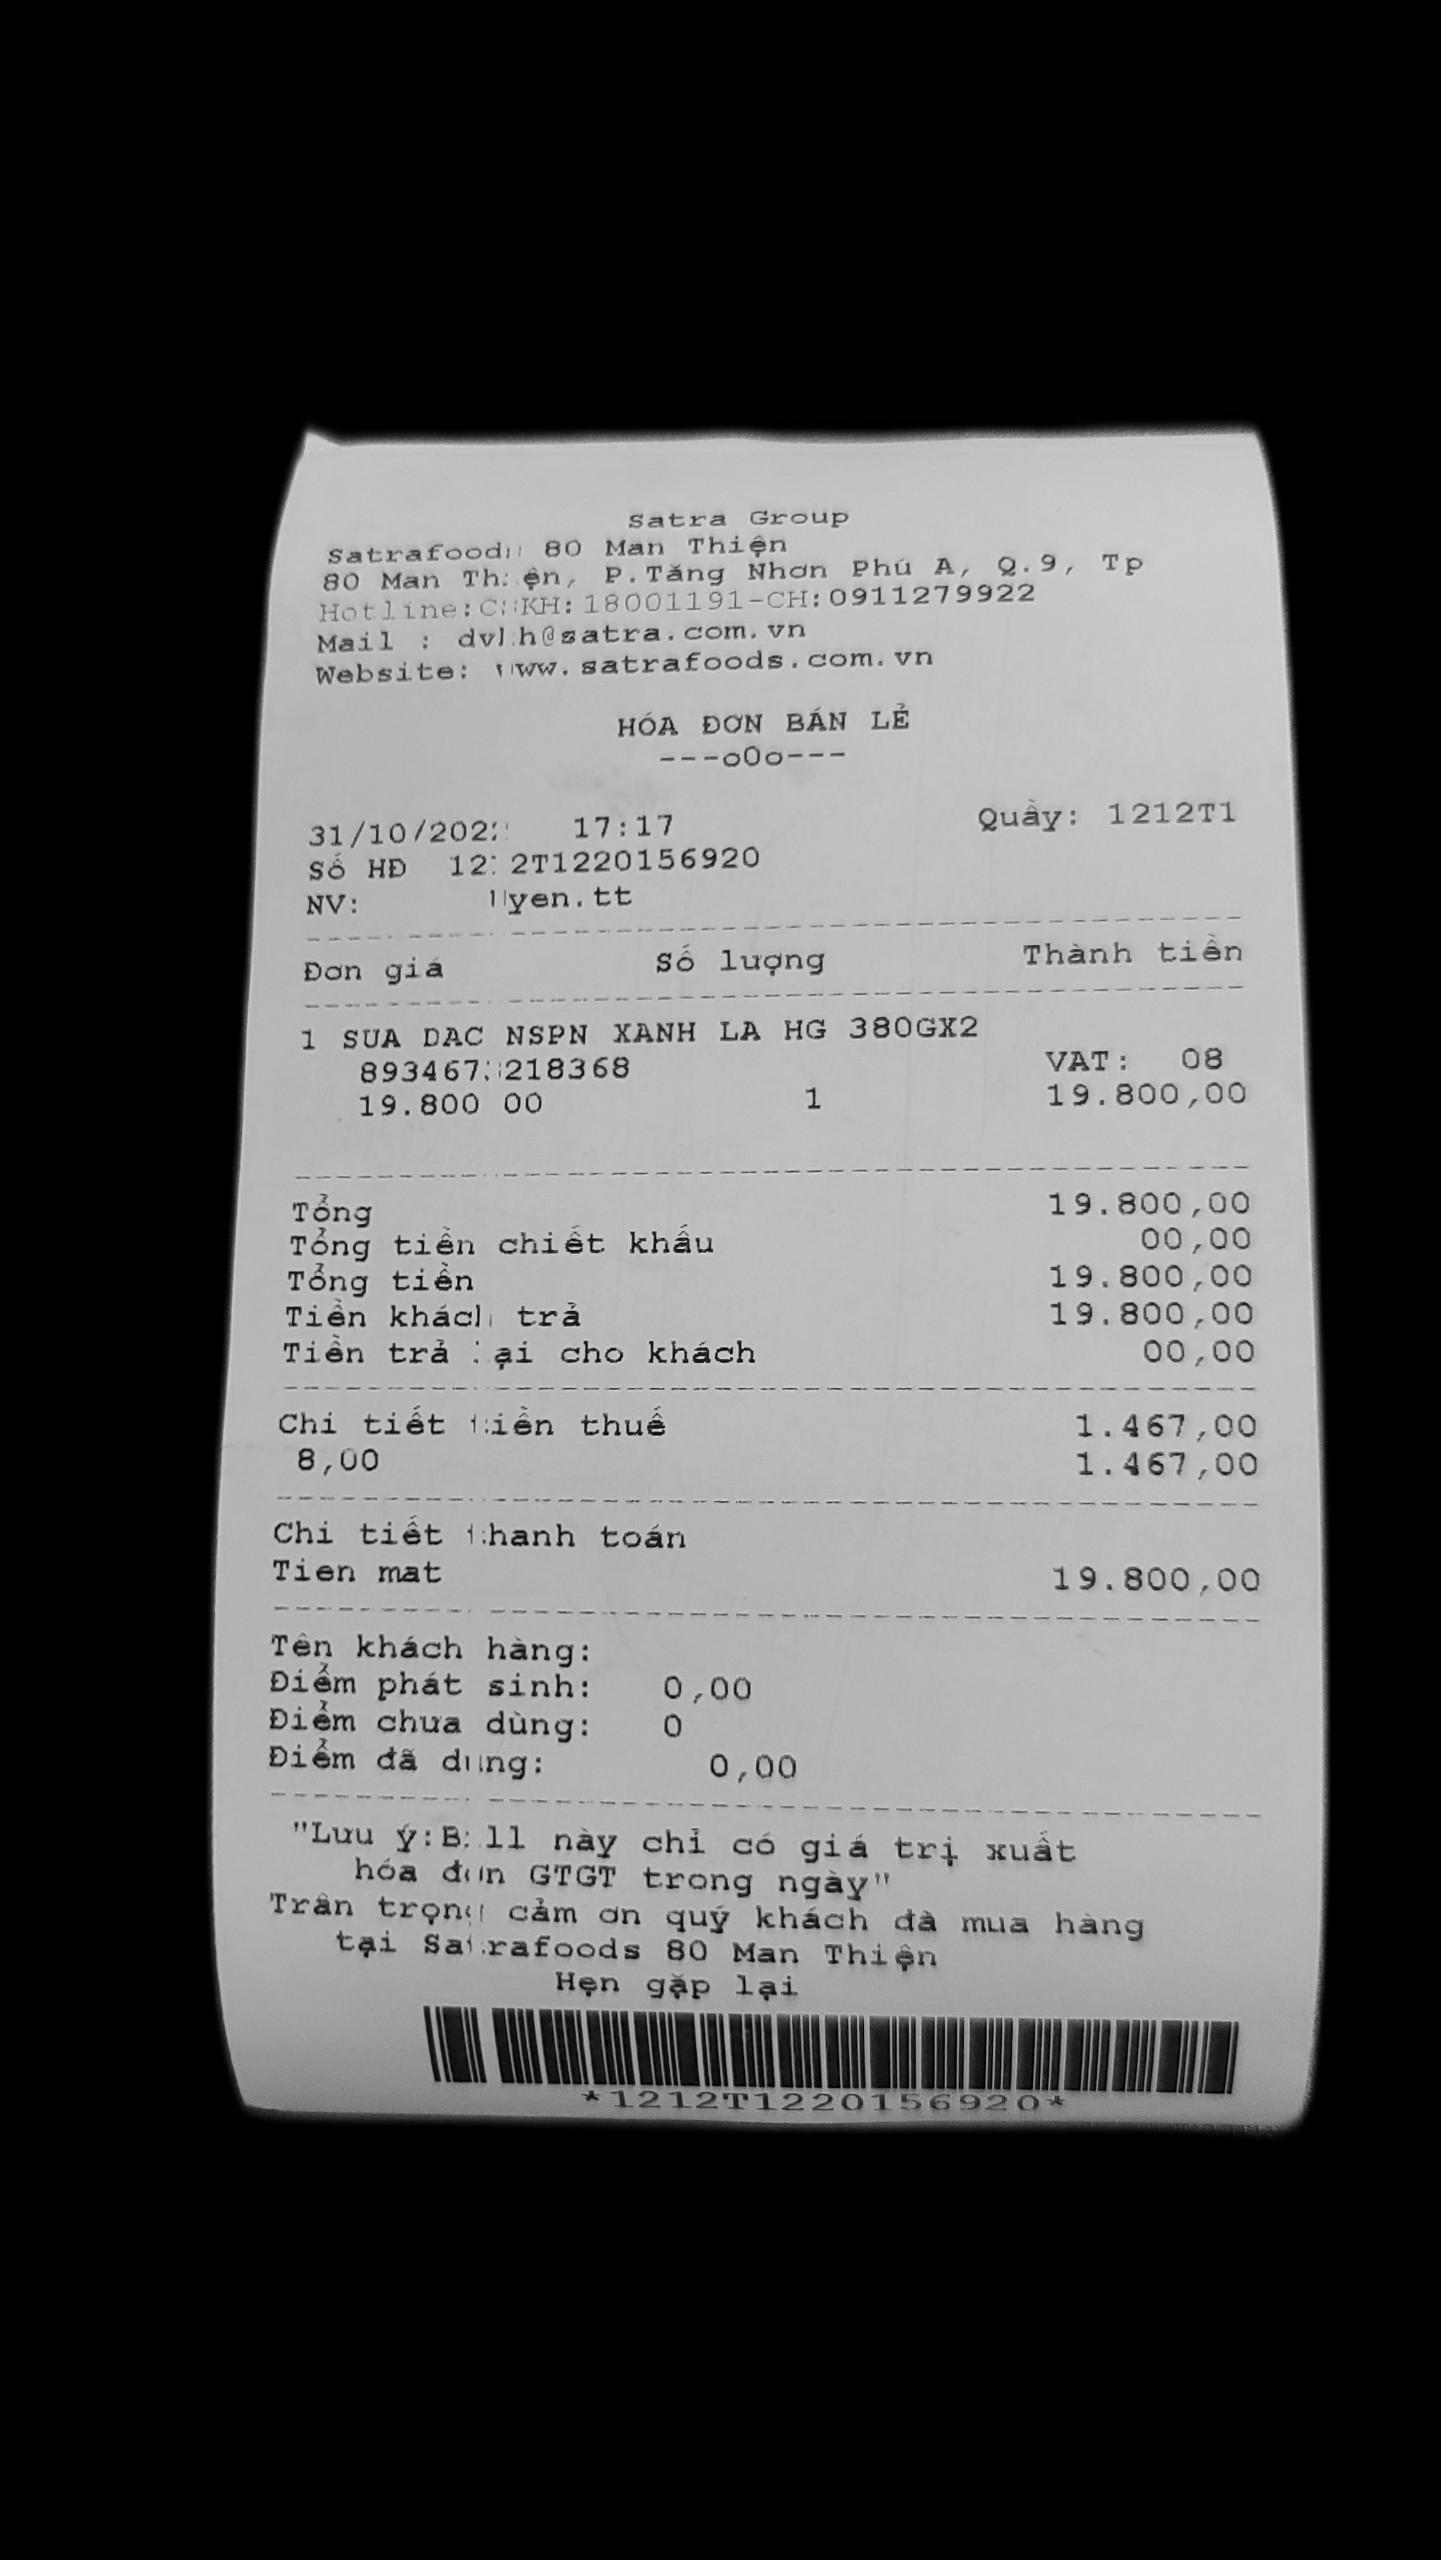 Satra Group
Satrafoods 80 Man Thiện
80 Man Thiện, P.Tăng Nhơn Phú A, Q.9, Tp
Hotline:CSKH:18001191-CH:0911279922
Mail : dvkh@satra.com.vn
Website: www.satrafoods.com.vn
HÓA ĐƠN BÁN LẺ
---o0o---
31/10/2022 17:17 Quầy: 1212T1
Số HĐ 1212T1220156920
NV: yen.tt
Đơn giá Số lượng Thành tiền
1 SUA DAC NSPN XANH LA HG 380GX2
VAT: 08
19.800 00 1 19.800,00
Tổng 19.800,00
Tổng tiền chiết khấu 00,00
Tổng tiền 19.800,00
Tiền khách trả 19.800,00
Tiền trả lại cho khách 00,00
Chi tiết tiền thuế 1.467,00
8,00 1.467,00
Chi tiết thanh toán
Tien mat 19.800,00
Tên khách hàng:
Điểm phát sinh: 0,00
Điểm chưa dùng: 0
Điểm đã dùng: 0,00
"Lưu ý:Bill này chỉ có giá trị xuất
hóa đơn GTGT trong ngày"
Trân trọng cảm ơn quý khách đã mua hàng
tại Satrafoods 80 Man Thiện
Hẹn gặp lại
*1212T1220156920*